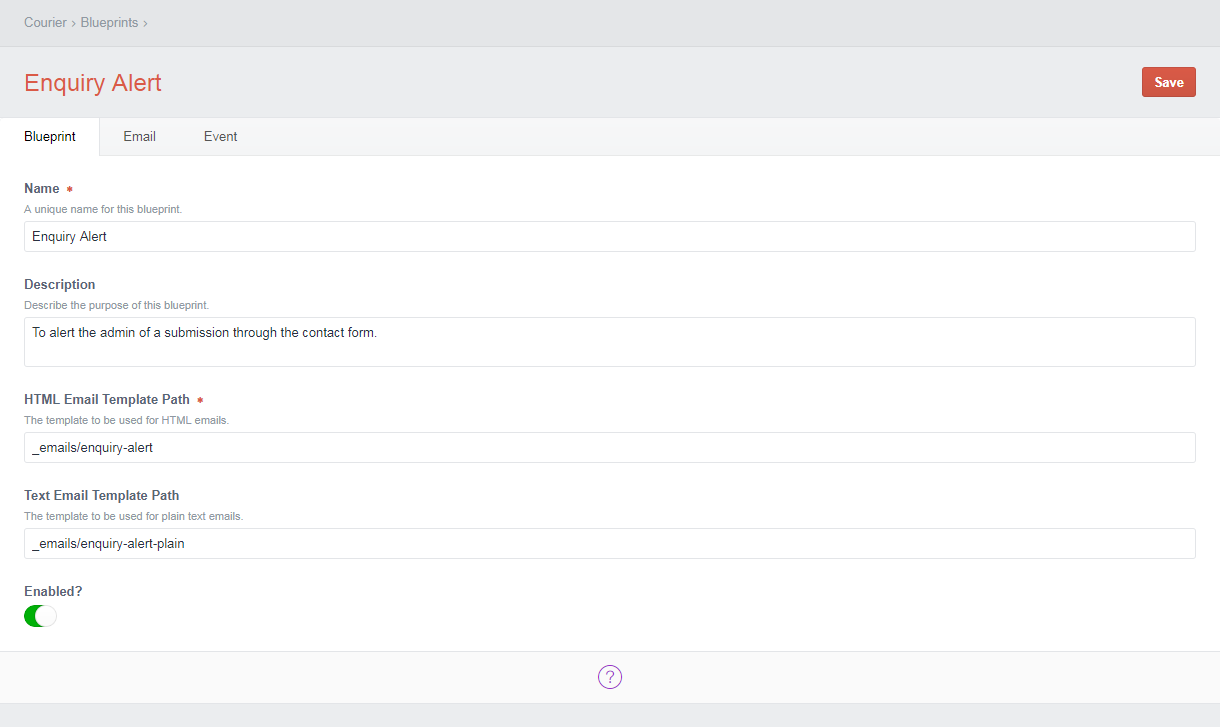 Courier › Blueprints ›
Enquiry Alert
Save
Blueprint Email Event
Name *
A unique name for this blueprint.
Enquiry Alert
Description
Describe the purpose of this blueprint.
To alert the admin of a submission through the contact form.
HTML Email Template Path *
The template to be used for HTML emails.
_emails/enquiry-alert
Text Email Template Path
The template to be used for plain text emails.
_emails/enquiry-alert-plain
Enabled?
?